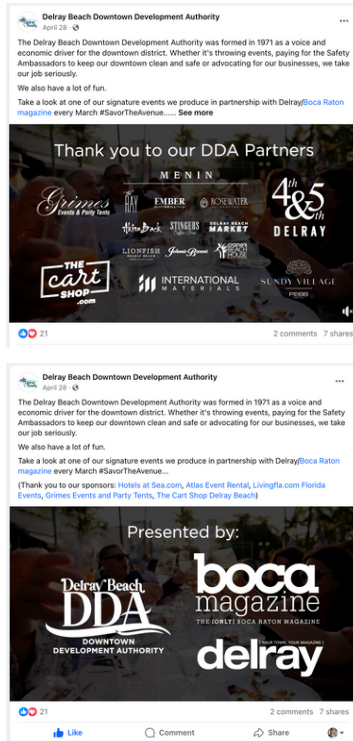 Delray Beach Downtown Development Authority
April 28
The Delray Beach Downtown Development Authority was formed in 1971 as a voice and
economic driver for the downtown district. Whether it's throwing events, paying for the Safety
Ambassadors to keep our downtown clean and safe or advocating for our businesses, we take
our job seriously.
We also have a lot of fun.
Take a look at one of our signature events we produce in partnership with Delray/Boca Raton
magazine every March #SavorTheAvenue...... See more
Thank you to our DDA Partners
MENIN
Grimes
Events & Party Tents
THE
cart
SHOP
.com
RAY
EMBER
GRILL
ROSEWATER
Akira Back
STINGERS
DELRAY BEACH
MARKET
LIONFISH
Johnnie Brown's
HOUSE
INTERNATIONAL
MATERIALS
4th
&5th
DELRAY
SUNDY VILLAGE
PEBB
21
2 comments 7 shares
Delray Beach Downtown Development Authority
April 28
The Delray Beach Downtown Development Authority was formed in 1971 as a voice and
economic driver for the downtown district. Whether it's throwing events, paying for the Safety
Ambassadors to keep our downtown clean and safe or advocating for our businesses, we take
our job seriously.
We also have a lot of fun.
Take a look at one of our signature events we produce in partnership with Delray/Boca Raton
magazine every March #SavorTheAvenue...
(Thank you to our sponsors: Hotels at Sea.com, Atlas Event Rental, Livingfla.com Florida
Events, Grimes Events and Party Tents, The Cart Shop Delray Beach)
Presented by:
Delray Beach
DDA
DOWNTOWN
DEVELOPMENT AUTHORITY
boca
magazine
THE [ONLY] BOCA RATON MAGAZINE
[YOUR TOWN, YOUR MAGAZINE]
delray
21
2 comments 7 shares
Like
Comment
Share